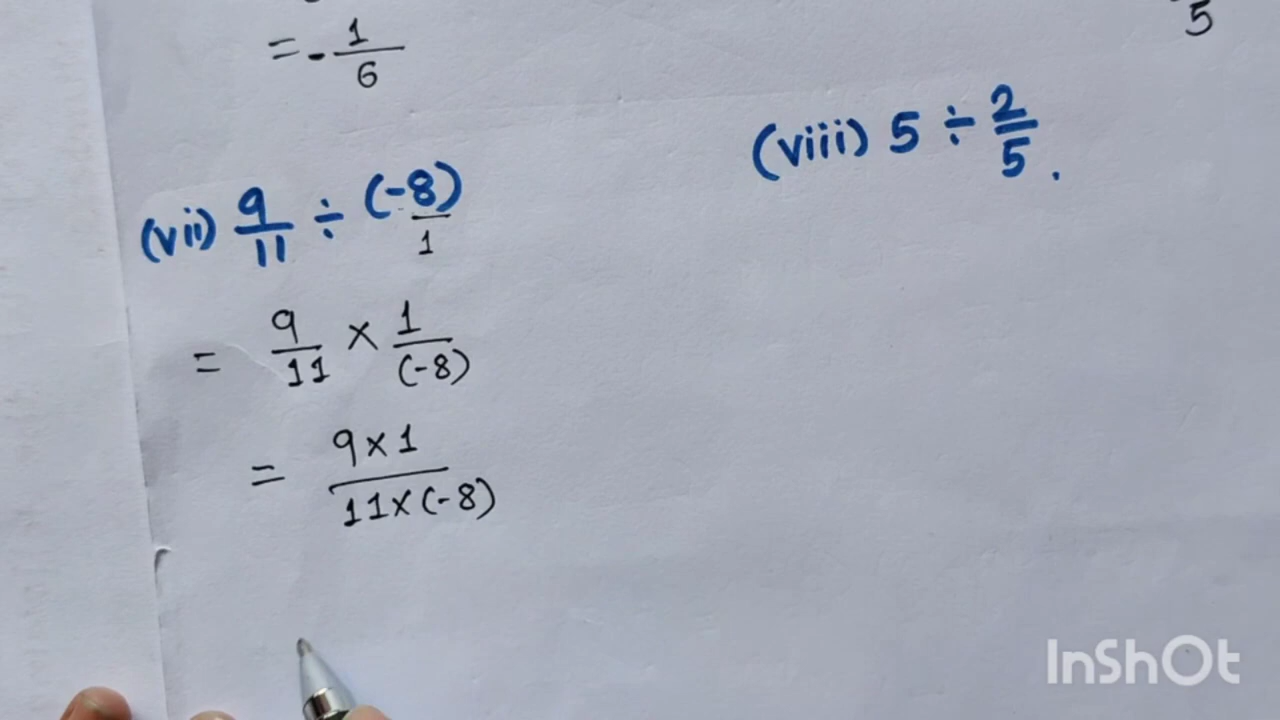 = - 1/6
5
(vii) 9/11 ÷ (-8)/1
= 9/11 × 1/(-8)
= 9×1/11×(-8)
(viii) 5 ÷ 2/5.
InShOt